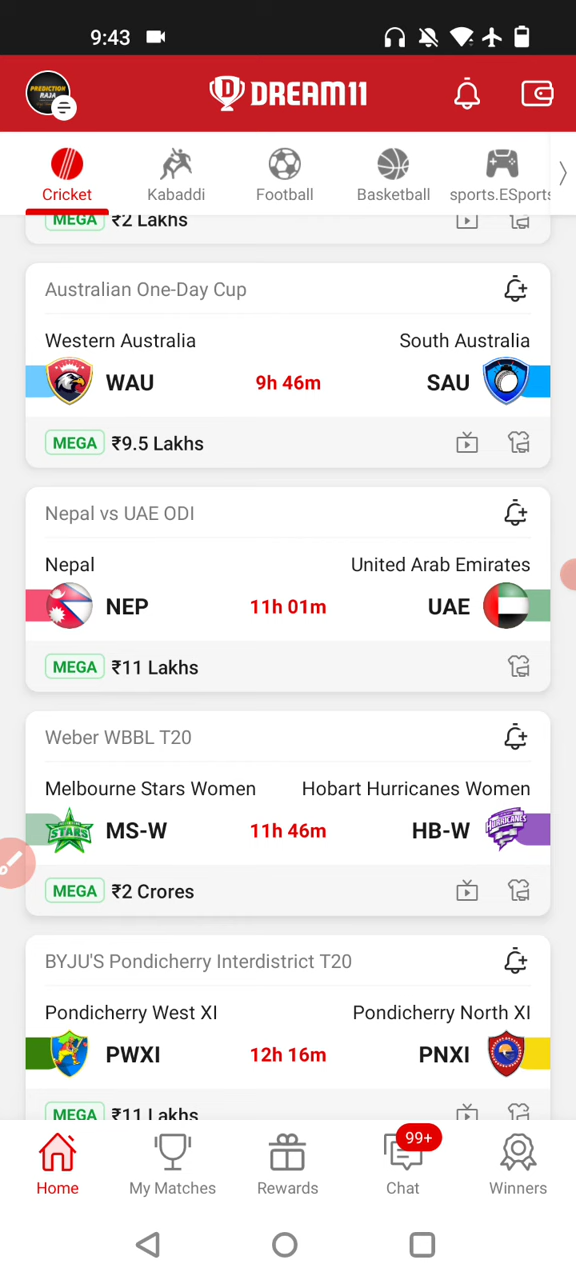 9:43
PREDICTION
RAJA
DREAM11
Cricket
Kabaddi
Football
Basketball
sports.ESports
MEGA ₹2 Lakhs
Australian One-Day Cup
Western Australia South Australia
WAU 9h 46m SAU
MEGA ₹9.5 Lakhs
Nepal vs UAE ODI
Nepal United Arab Emirates
NEP 11h 01m UAE
MEGA ₹11 Lakhs
Weber WBBL T20
Melbourne Stars Women Hobart Hurricanes Women
STARS MS-W 11h 46m HB-W HURRICANES
MEGA ₹2 Crores
BYJU'S Pondicherry Interdistrict T20
Pondicherry West XI Pondicherry North XI
PWXI 12h 16m PNXI
MEGA ₹11 Lakhs
99+
Home My Matches Rewards Chat Winners